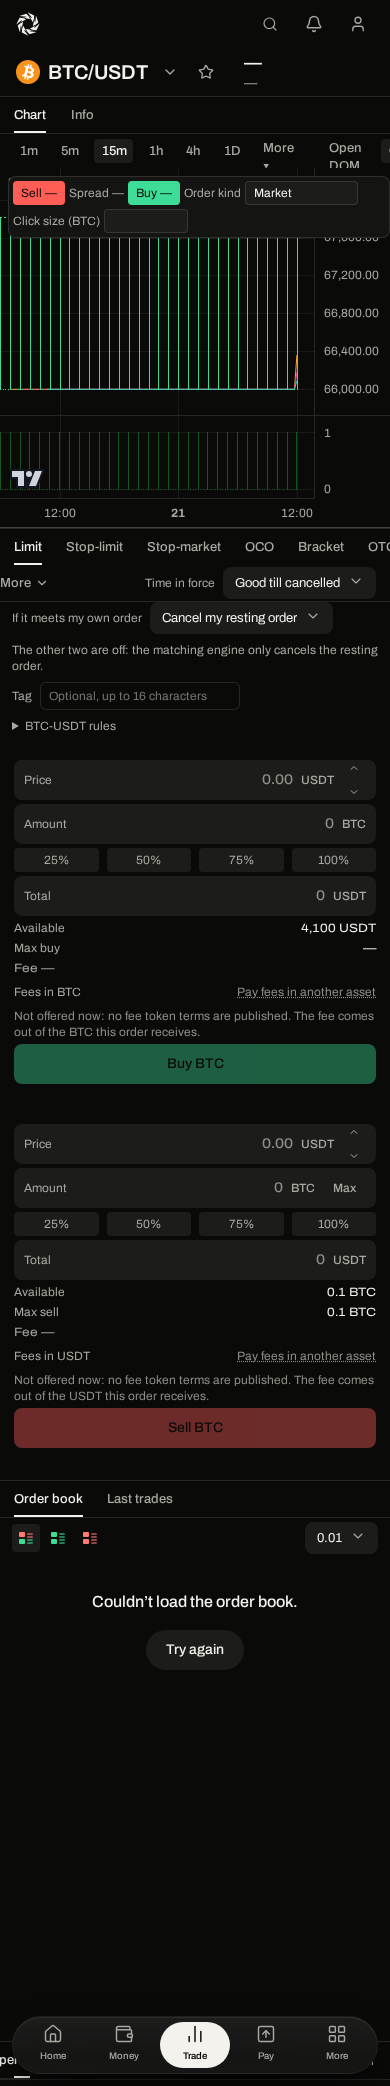 BTC/USDT
—
—
Chart Info
1m 5m 15m 1h 4h 1D More Open DOM
Sell — Spread — Buy — Order kind Market
Click size (BTC)
67,200.00
66,800.00
66,400.00
66,000.00
1
0
12:00 21 12:00
Limit Stop-limit Stop-market OCO Bracket
More Time in force Good till cancelled
If it meets my own order Cancel my resting order
The other two are off: the matching engine only cancels the resting
order.
Tag Optional, up to 16 characters
BTC-USDT rules
Price 0.00 USDT
Amount 0 BTC
25% 50% 75% 100%
Total 0 USDT
Available 4,100 USDT
Max buy —
Fee —
Fees in BTC Pay fees in another asset
Not offered now: no fee token terms are published. The fee comes
out of the BTC this order receives.
Buy BTC
Price 0.00 USDT
Amount 0 BTC Max
25% 50% 75% 100%
Total 0 USDT
Available 0.1 BTC
Max sell 0.1 BTC
Fee —
Fees in USDT Pay fees in another asset
Not offered now: no fee token terms are published. The fee comes
out of the USDT this order receives.
Sell BTC
Order book Last trades
0.01
Couldn’t load the order book.
Try again
Home Money Trade Pay More